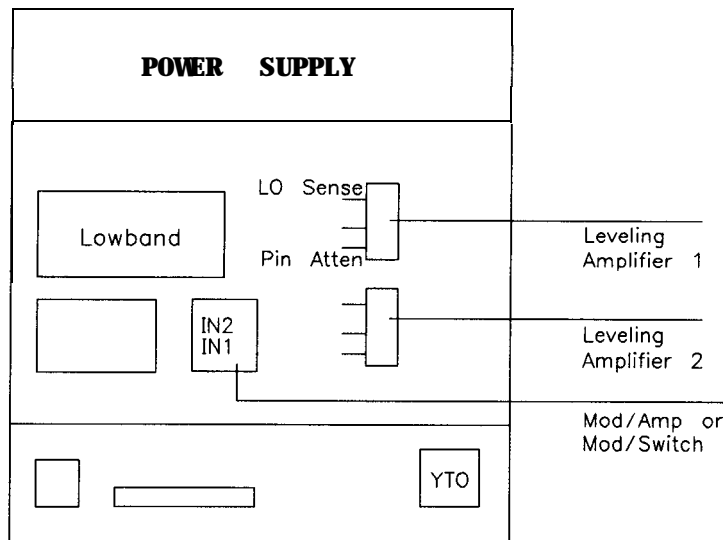 POWER SUPPLY
LO Sense
Lowband
Pin Atten
Leveling
Amplifier 1
IN2
IN1
Leveling
Amplifier 2
Mod/Amp or
Mod/Switch
YTO